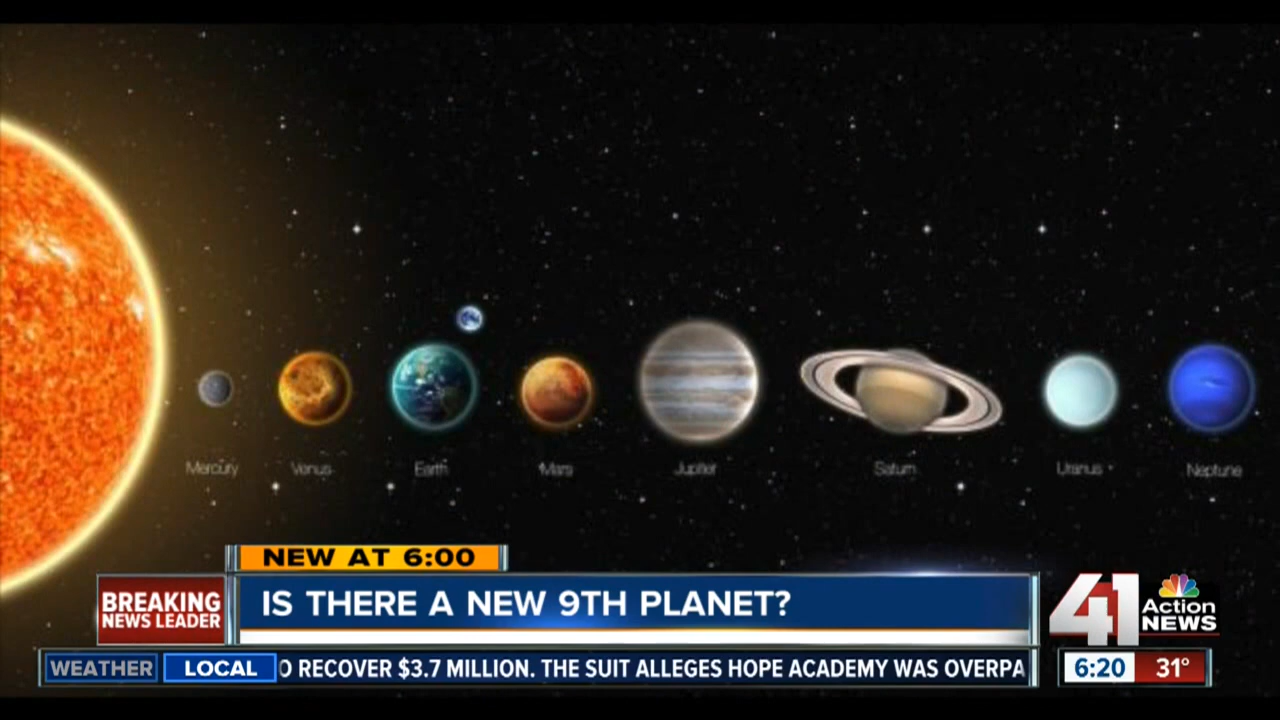 Mercury
Venus
Earth
Mars
Jupiter
Saturn
Uranus
Neptune
NEW AT 6:00
BREAKING
NEWS LEADER
IS THERE A NEW 9TH PLANET?
41
Action
NEWS
WEATHER
LOCAL
O RECOVER $3.7 MILLION. THE SUIT ALLEGES HOPE ACADEMY WAS OVERPA
6:20
31°